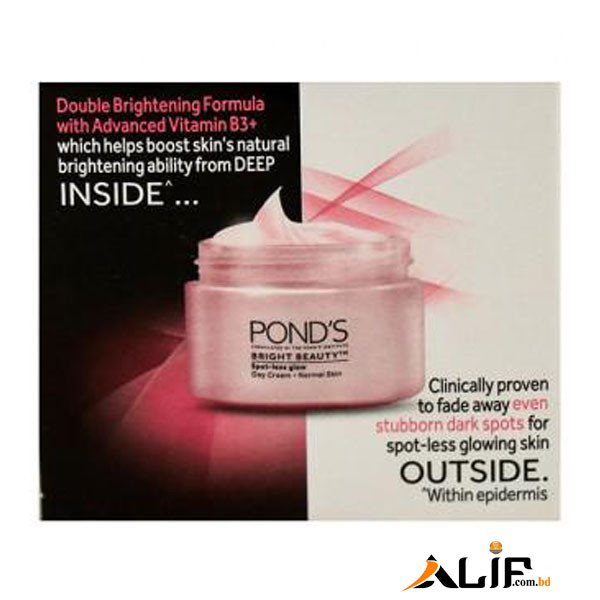 Double Brightening Formula
with Advanced Vitamin B3+
which helps boost skin's natural
brightening ability from DEEP
INSIDE^...
POND'S
BRIGHT BEAUTY™
Spot-less glow
Day Cream - Normal Skin
Clinically proven
to fade away even
stubborn dark spots for
spot-less glowing skin
OUTSIDE.
^Within epidermis
ALIF.com.bd